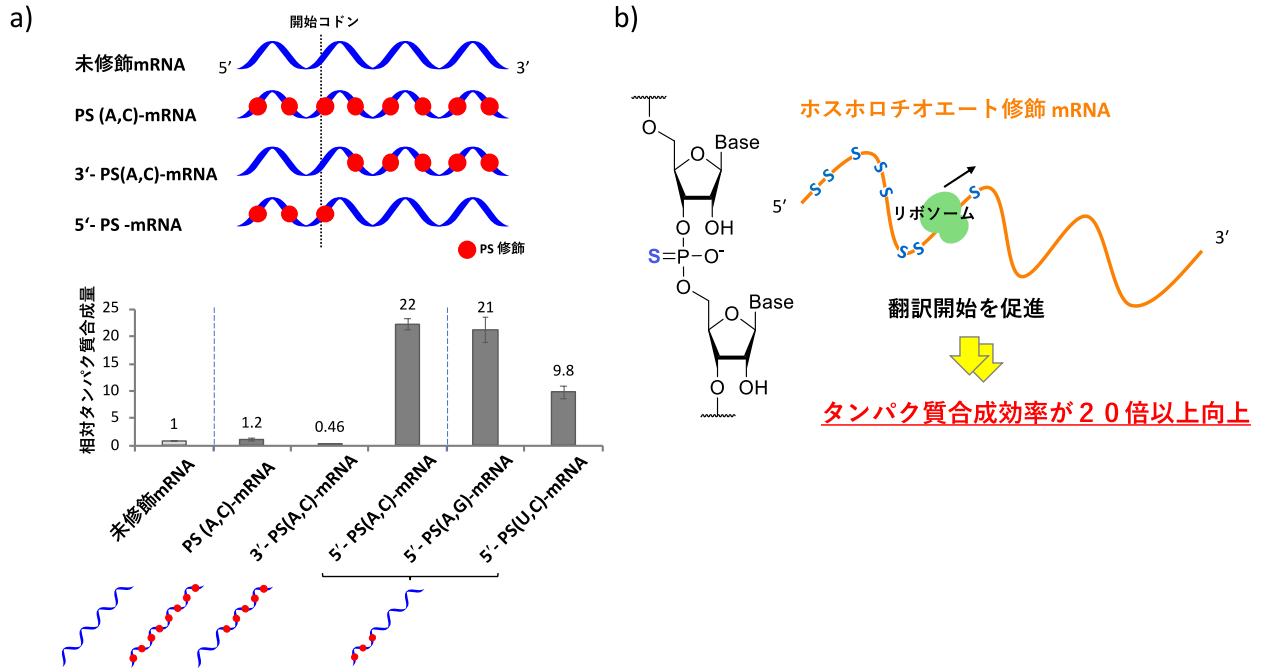 a)
開始コドン
未修飾mRNA
5′
3′
PS (A,C)-mRNA
3‘- PS(A,C)-mRNA
5‘- PS -mRNA
PS 修飾
相対タンパク質合成量
25
20
15
10
5
0
1
1.2
0.46
22
21
9.8
未修飾mRNA
PS (A,C)-mRNA
3′- PS(A,C)-mRNA
5′- PS(A,C)-mRNA
5′- PS(A,G)-mRNA
5′- PS(U,C)-mRNA
b)
O
O
Base
O
OH
S=P-O-
O
O
Base
O
OH
ホスホロチオエート修飾 mRNA
5′
S
S
S
S
S
S
S
S
リボソーム
3′
翻訳開始を促進
タンパク質合成効率が２０倍以上向上